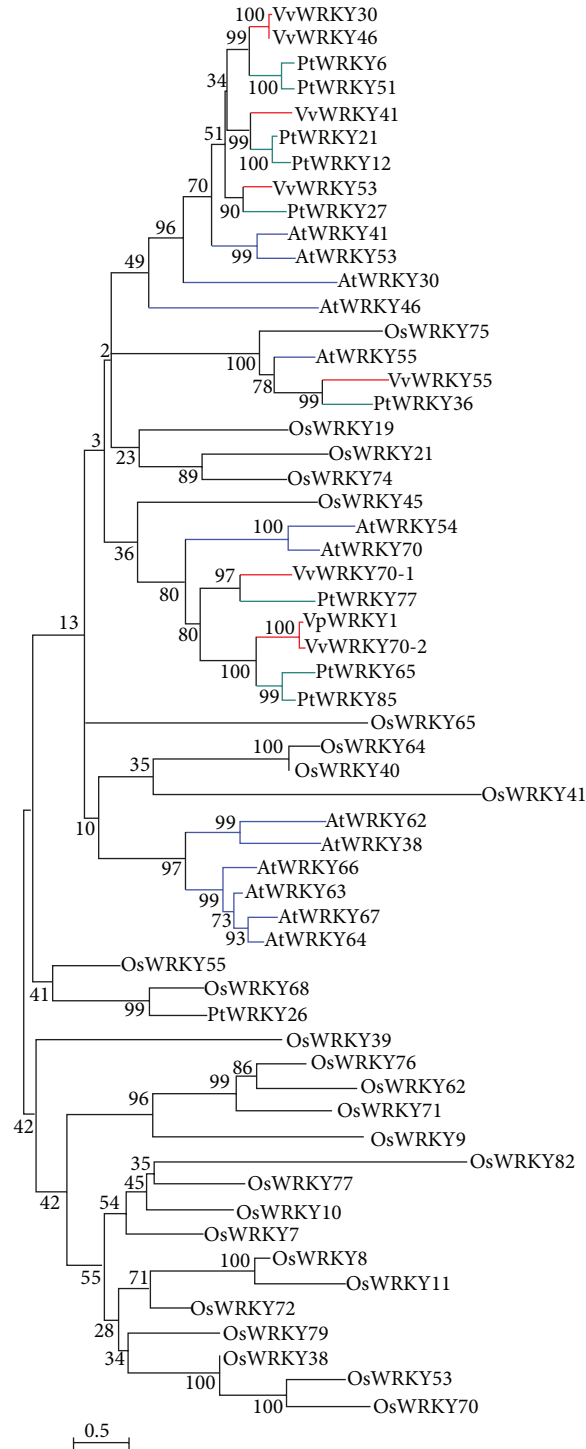 100 VvWRKY30
99 VvWRKY46
PtWRKY6
34 100 PtWRKY51
VvWRKY41
51 PtWRKY21
99
100 PtWRKY12
70 VvWRKY53
90 PtWRKY27
96 AtWRKY41
99 AtWRKY53
49 AtWRKY30
AtWRKY46
OsWRKY75
2 100 AtWRKY55
78 VvWRKY55
99 PtWRKY36
3 OsWRKY19
23 OsWRKY21
89 OsWRKY74
OsWRKY45
36 100 AtWRKY54
AtWRKY70
80 97 VvWRKY70-1
PtWRKY77
13 80 100 VpWRKY1
VvWRKY70-2
100 PtWRKY65
99 PtWRKY85
OsWRKY65
35 100 OsWRKY64
OsWRKY40
OsWRKY41
10 99 AtWRKY62
AtWRKY38
97 AtWRKY66
99 AtWRKY63
73 AtWRKY67
93 AtWRKY64
OsWRKY55
41 OsWRKY68
99 PtWRKY26
OsWRKY39
86 OsWRKY76
99 OsWRKY62
42 96 OsWRKY71
OsWRKY9
35 OsWRKY82
45 OsWRKY77
42 54 OsWRKY10
OsWRKY7
55 100 OsWRKY8
71 OsWRKY11
OsWRKY72
28 OsWRKY79
34 OsWRKY38
100 OsWRKY53
100 OsWRKY70
0.5